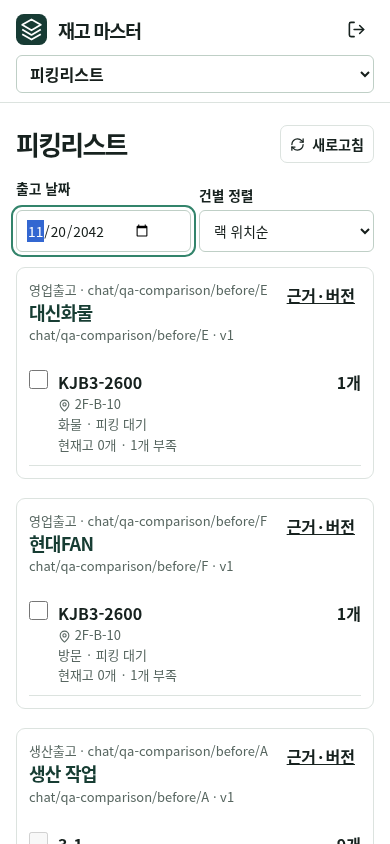 재고 마스터
피킹리스트
피킹리스트
새로고침
출고 날짜
건별 정렬
11/20/2042
랙 위치순
영업출고 · chat/qa-comparison/before/E
근거·버전
대신화물
chat/qa-comparison/before/E · v1
KJB3-2600
1개
2F-B-10
화물 · 피킹 대기
현재고 0개 · 1개 부족
영업출고 · chat/qa-comparison/before/F
근거·버전
현대FAN
chat/qa-comparison/before/F · v1
KJB3-2600
1개
2F-B-10
방문 · 피킹 대기
현재고 0개 · 1개 부족
생산출고 · chat/qa-comparison/before/A
근거·버전
생산 작업
chat/qa-comparison/before/A · v1